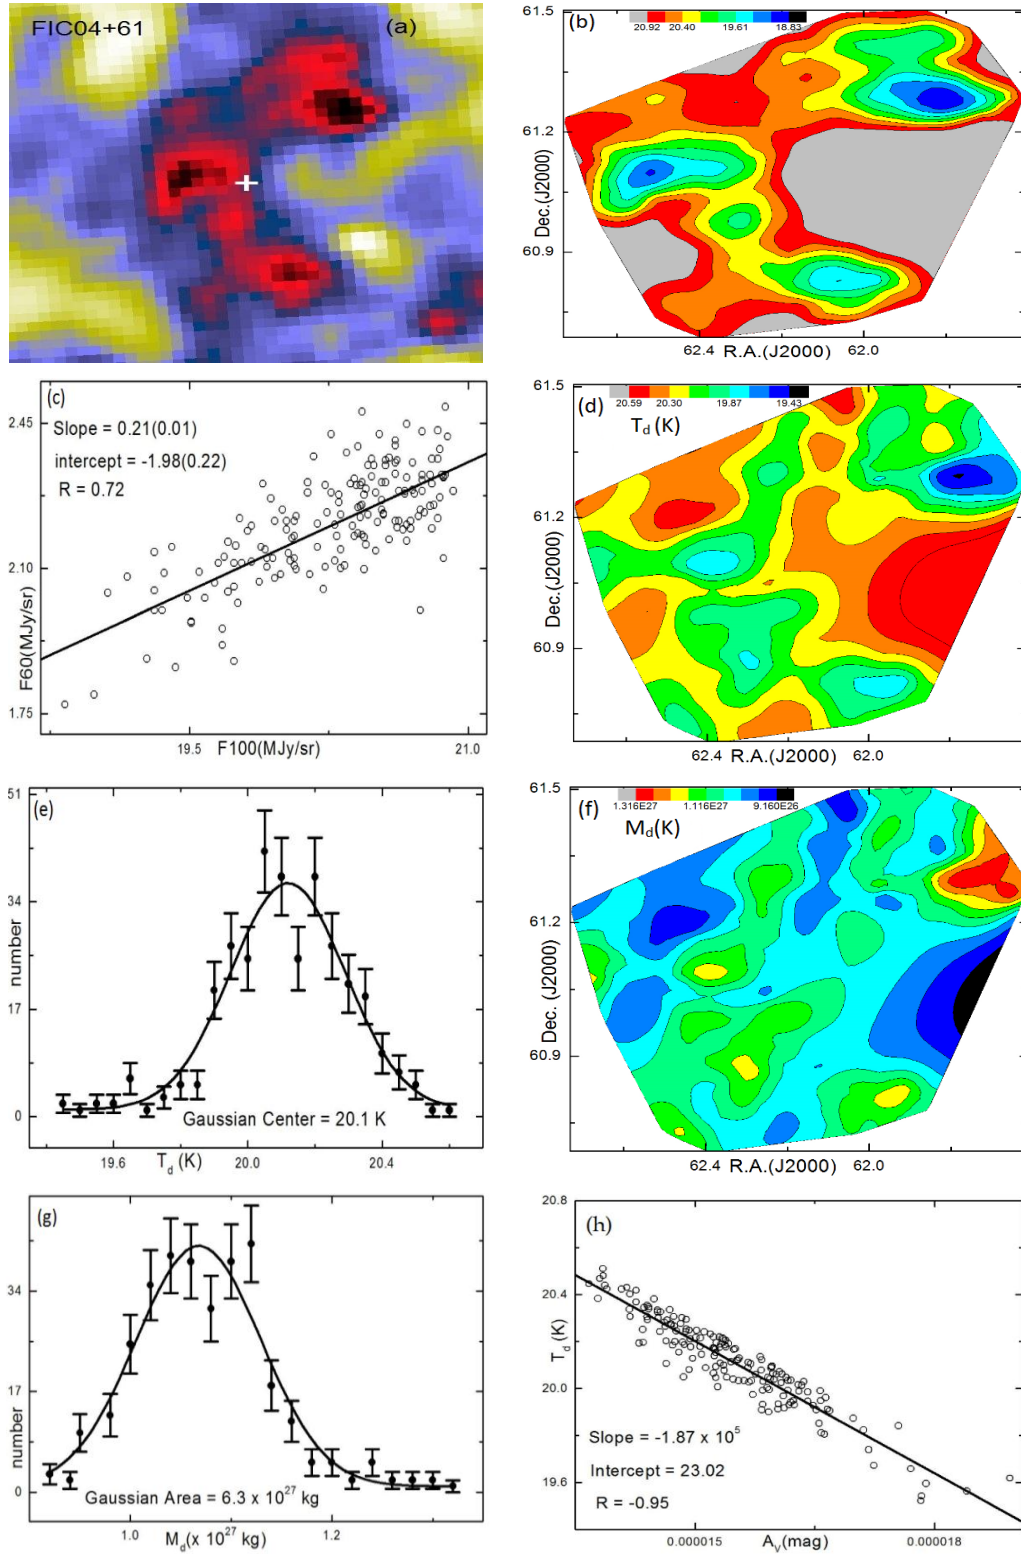 FIC04+61
(a)
(b)
20.92 20.40 19.61 18.83
61.5
61.2
60.9
Dec.(J2000)
62.4 R.A.(J2000) 62.0
(c)
Slope = 0.21(0.01)
intercept = -1.98(0.22)
R = 0.72
2.45
2.10
1.75
F60(MJy/sr)
19.5 21.0
F100(MJy/sr)
(d)
20.59 20.30 19.87 19.43
T_d (K)
61.5
61.2
60.9
Dec.(J2000)
62.4 R.A.(J2000) 62.0
(e)
51
34
17
0
number
Gaussian Center = 20.1 K
19.6 20.0 20.4
T_d (K)
(f)
1.316E27 1.116E27 9.160E26
M_d(K)
61.5
61.2
60.9
Dec. (J2000)
62.4 R.A.(J2000) 62.0
(g)
34
17
0
number
Gaussian Area = 6.3 x 10^27 kg
1.0 1.2
M_d(x 10^27 kg)
(h)
20.8
20.4
20.0
19.6
T_d (K)
Slope = -1.87 x 10^5
Intercept = 23.02
R = -0.95
0.000015 0.000018
A_V(mag)